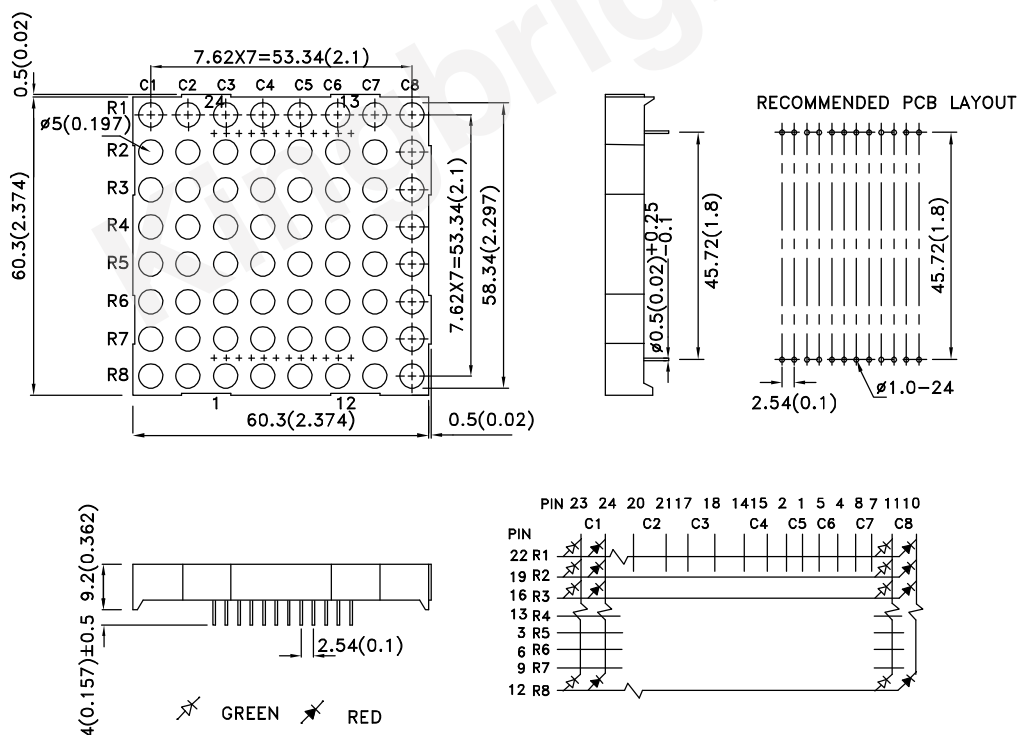 Kingbright
0.5(0.02)
7.62X7=53.34(2.1)
C1 C2 C3 C4 C5 C6 C7 C8
24 13
R1
ø5(0.197)
R2
R3
R4
R5
R6
R7
R8
60.3(2.374)
7.62X7=53.34(2.1)
58.34(2.297)
1 12
60.3(2.374)
0.5(0.02)
ø0.5(0.02)+0.25
−0.1
45.72(1.8)
RECOMMENDED PCB LAYOUT
45.72(1.8)
2.54(0.1)
ø1.0−24
9.2(0.362)
4(0.157)±0.5
2.54(0.1)
GREEN RED
PIN 23 24 20 21 17 18 14 15 2 1 5 4 8 7 11 10
C1 C2 C3 C4 C5 C6 C7 C8
PIN
22 R1
19 R2
16 R3
13 R4
3 R5
6 R6
9 R7
12 R8